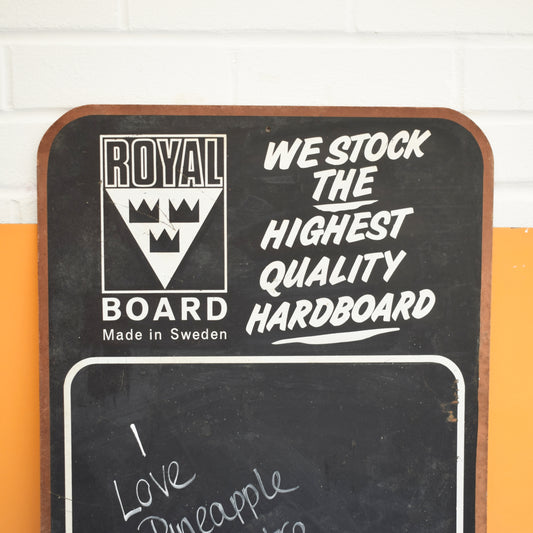 ROYAL
BOARD
Made in Sweden
WE STOCK
THE
HIGHEST
QUALITY
HARDBOARD
I
Love
Pineapple